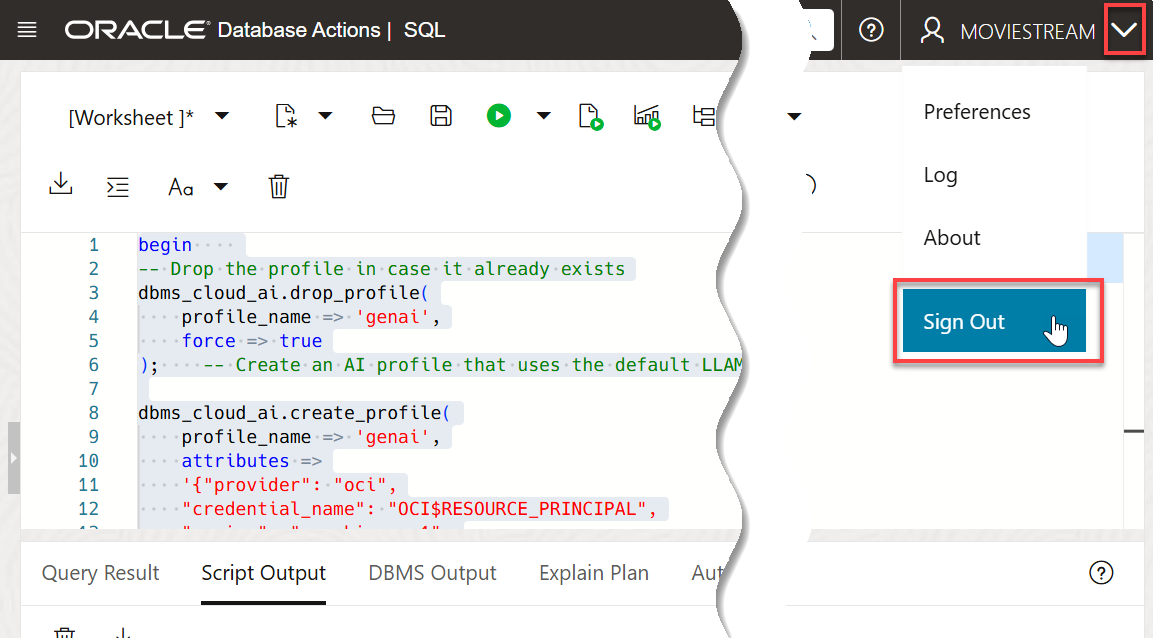 ORACLE® Database Actions | SQL
MOVIESTREAM
[Worksheet ]*
Preferences
Log
About
Sign Out
Aa
1 begin
2 -- Drop the profile in case it already exists
3 dbms_cloud_ai.drop_profile(
4 profile_name => 'genai',
5 force => true
6 ); -- Create an AI profile that uses the default LLAM
7
8 dbms_cloud_ai.create_profile(
9 profile_name => 'genai',
10 attributes =>
11 '{"provider": "oci",
12 "credential_name": "OCI$RESOURCE_PRINCIPAL",
Query Result
Script Output
DBMS Output
Explain Plan
Aut